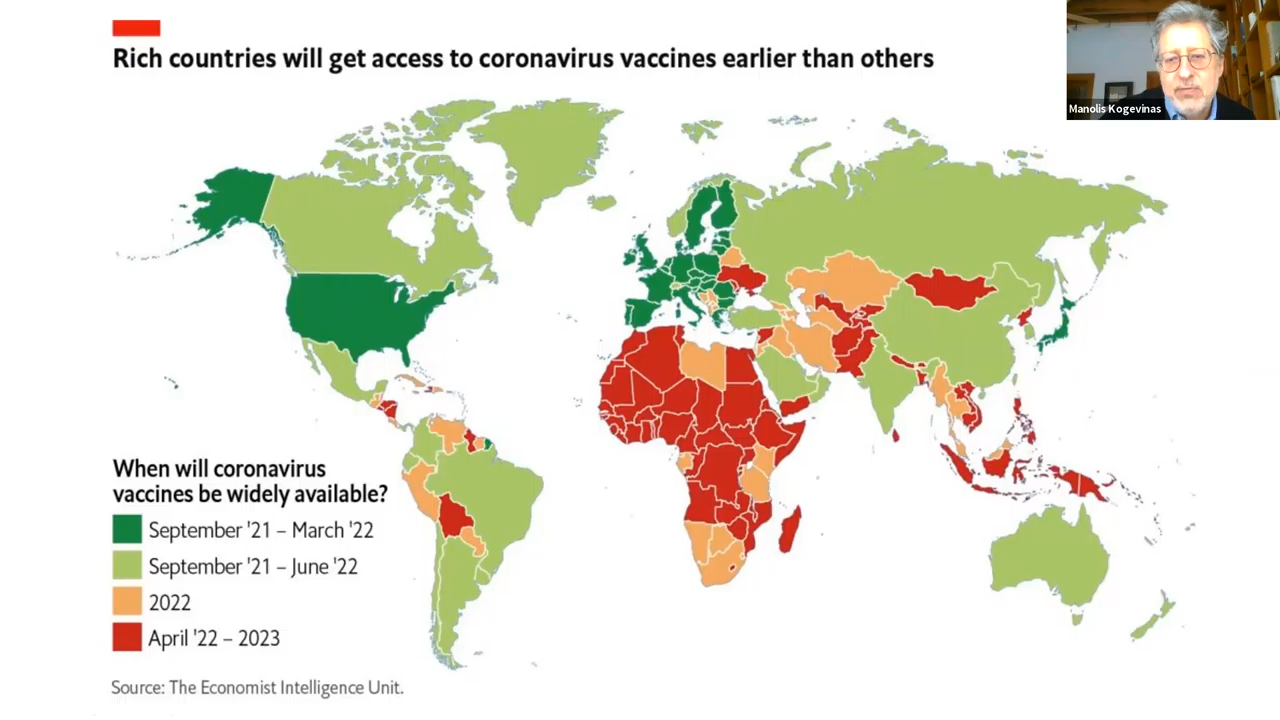 Rich countries will get access to coronavirus vaccines earlier than others
Manolis Kogevinas
When will coronavirus
vaccines be widely available?
September '21 – March '22
September '21 – June '22
2022
April '22 – 2023
Source: The Economist Intelligence Unit.